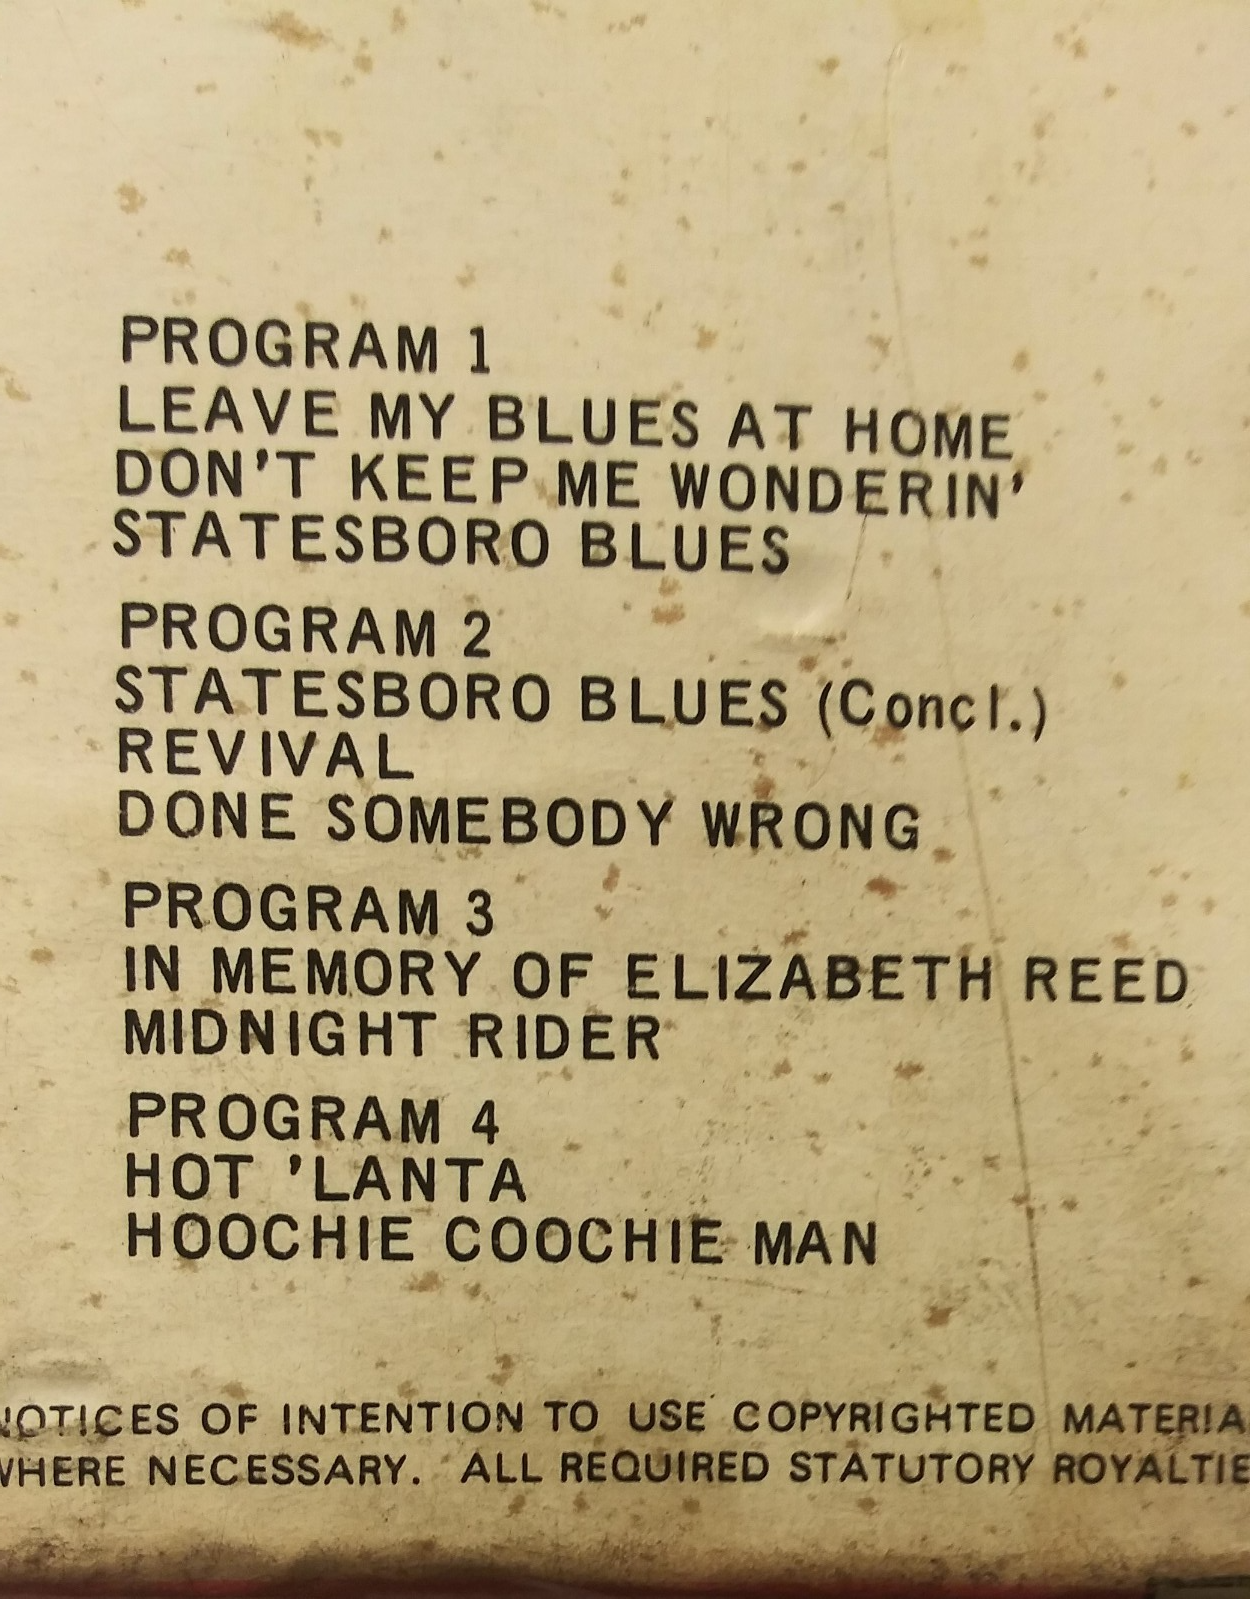 PROGRAM 1
LEAVE MY BLUES AT HOME
DON'T KEEP ME WONDERIN'
STATESBORO BLUES
PROGRAM 2
STATESBORO BLUES (Concl.)
REVIVAL
DONE SOMEBODY WRONG
PROGRAM 3
IN MEMORY OF ELIZABETH REED
MIDNIGHT RIDER
PROGRAM 4
HOT 'LANTA
HOOCHIE COOCHIE MAN
NOTICES OF INTENTION TO USE COPYRIGHTED MATERIA
WHERE NECESSARY. ALL REQUIRED STATUTORY ROYALTIE